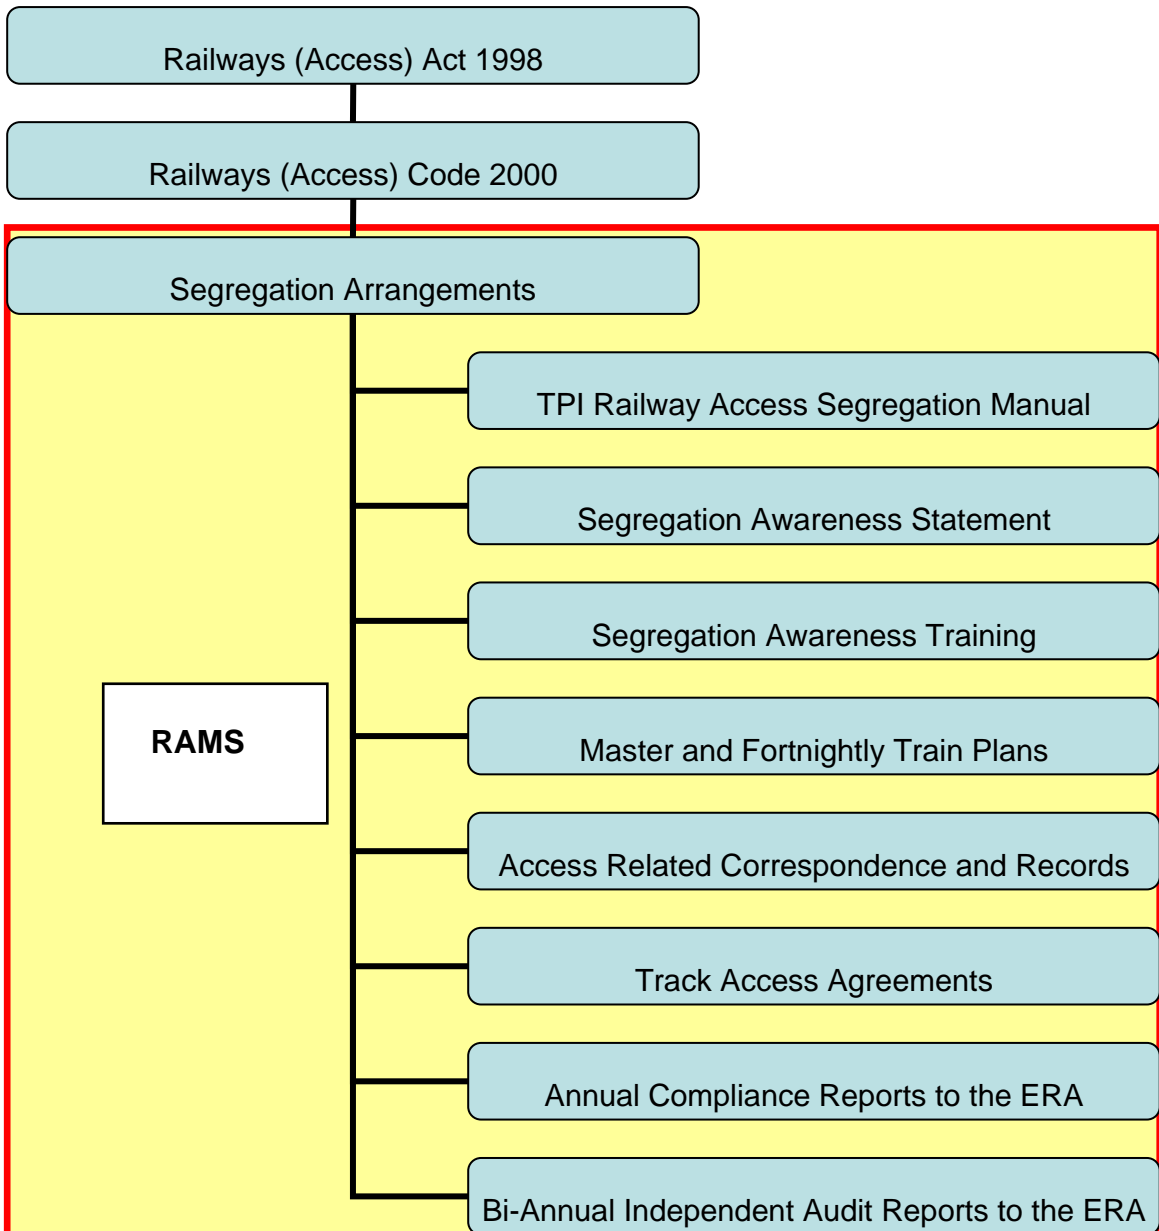 Railways (Access) Act 1998
Railways (Access) Code 2000
Segregation Arrangements
TPI Railway Access Segregation Manual
Segregation Awareness Statement
Segregation Awareness Training
RAMS
Master and Fortnightly Train Plans
Access Related Correspondence and Records
Track Access Agreements
Annual Compliance Reports to the ERA
Bi-Annual Independent Audit Reports to the ERA